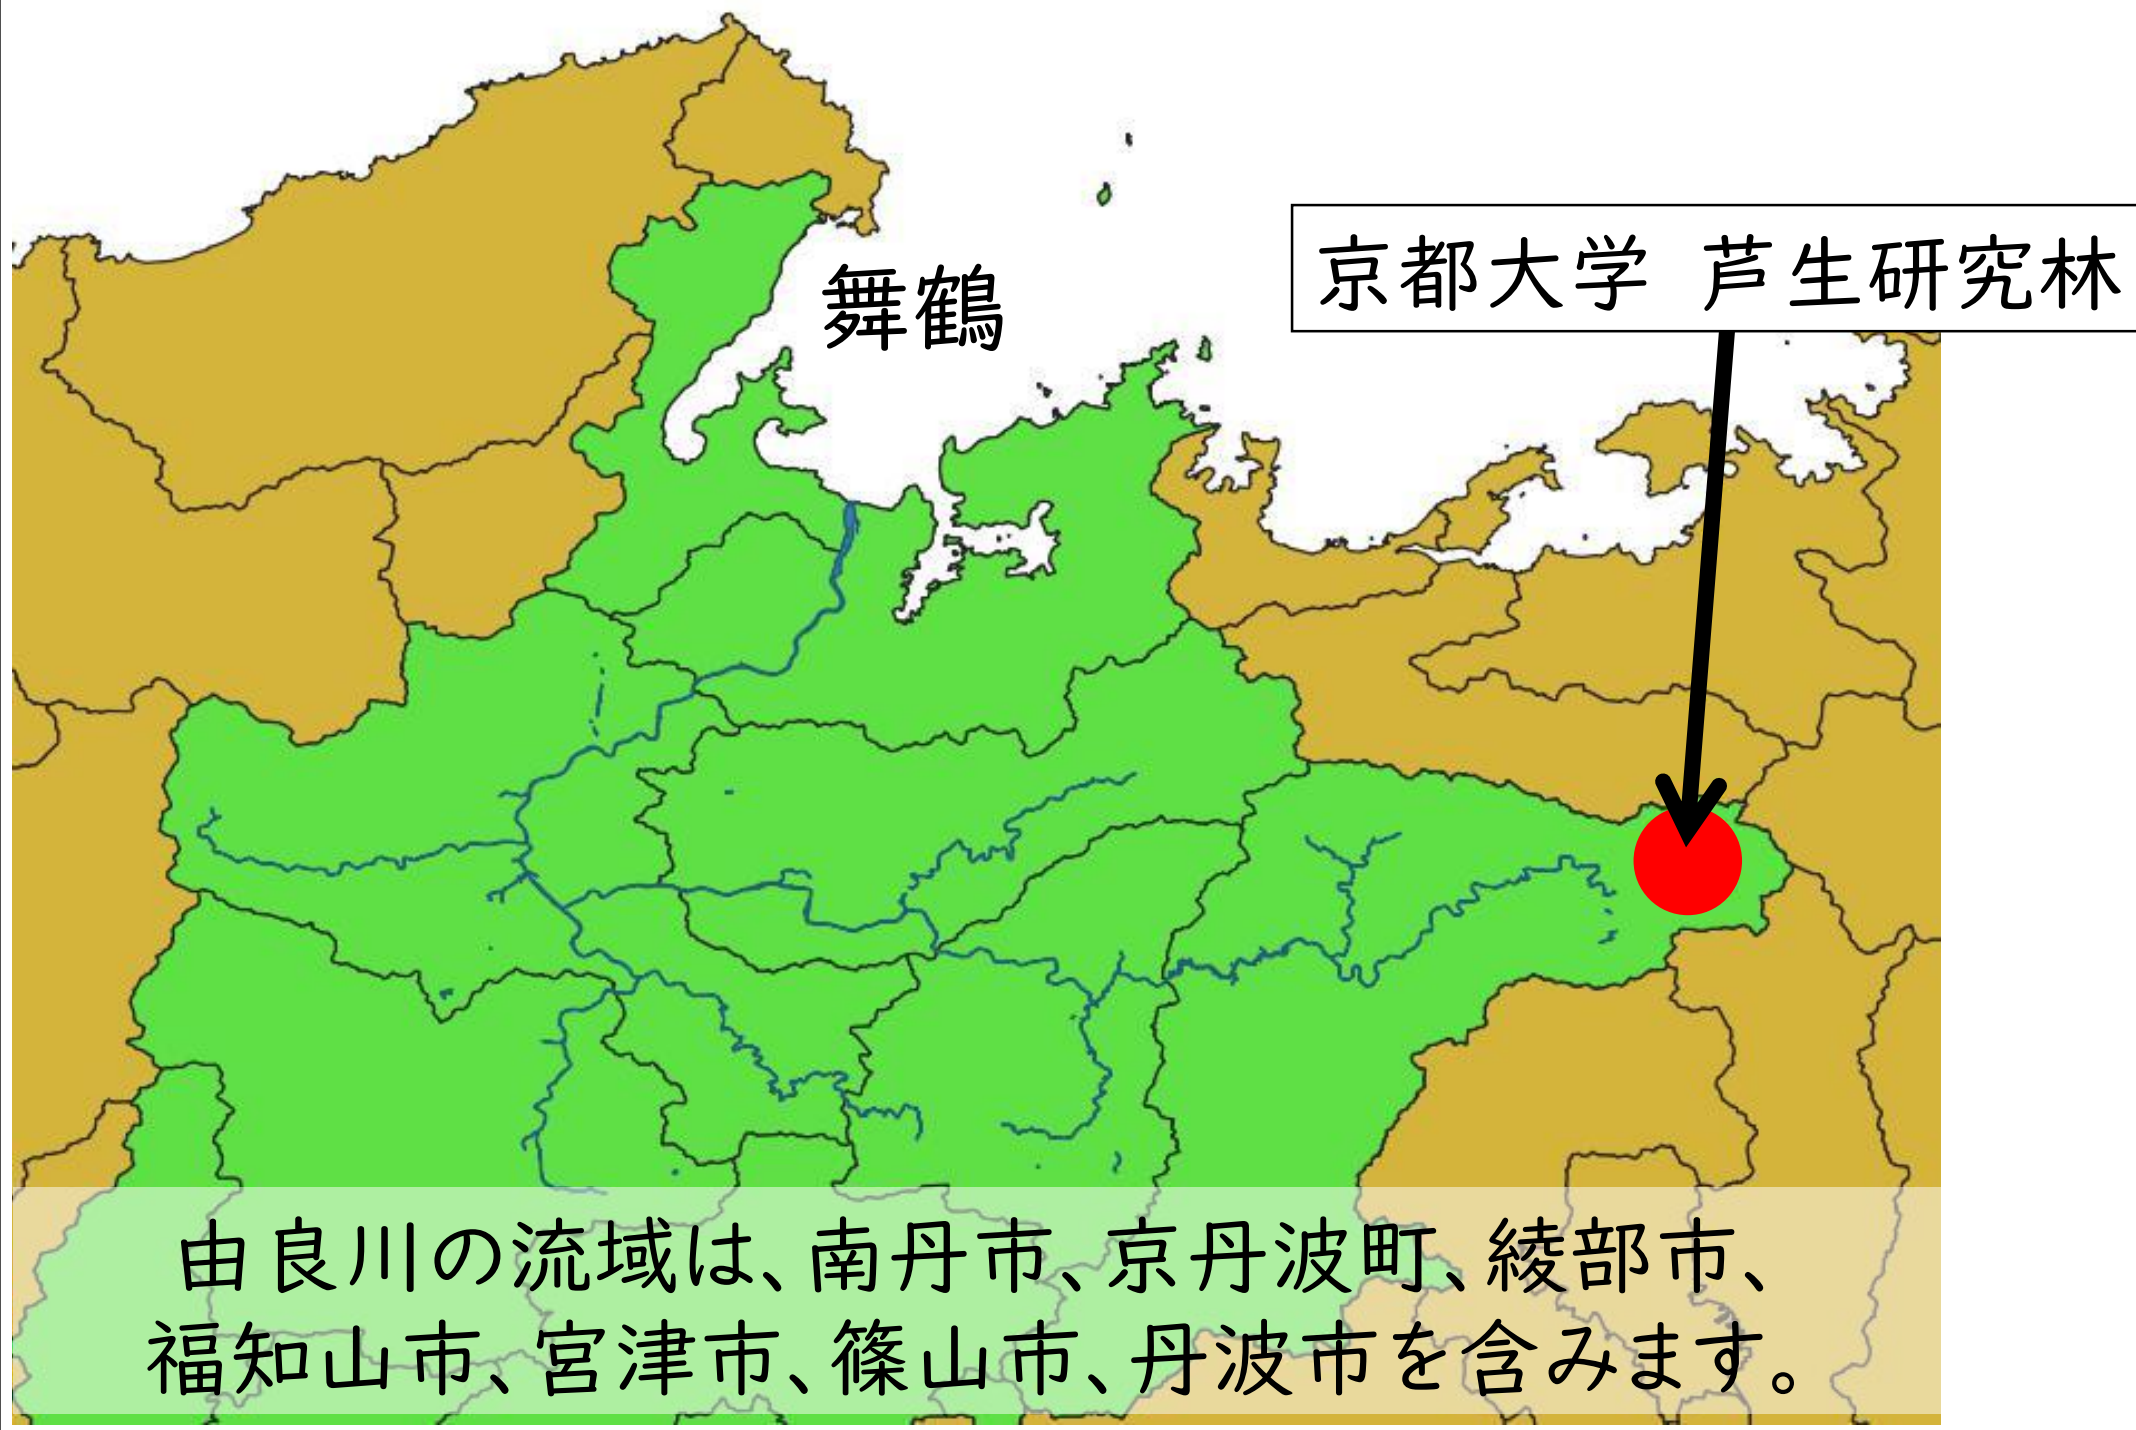 京都大学 芦生研究林
舞鶴
由良川の流域は、南丹市、京丹波町、綾部市、
福知山市、宮津市、篠山市、丹波市を含みます。